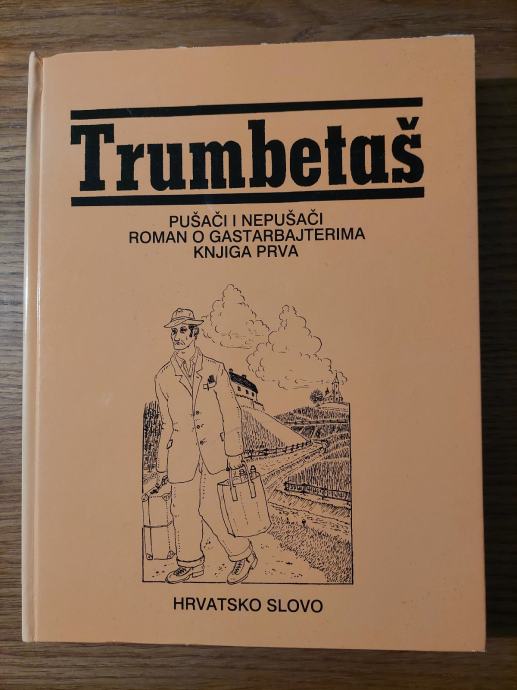 Trumbetaš
PUŠAČI I NEPUŠAČI
ROMAN O GASTARBAJTERIMA
KNJIGA PRVA
HRVATSKO SLOVO